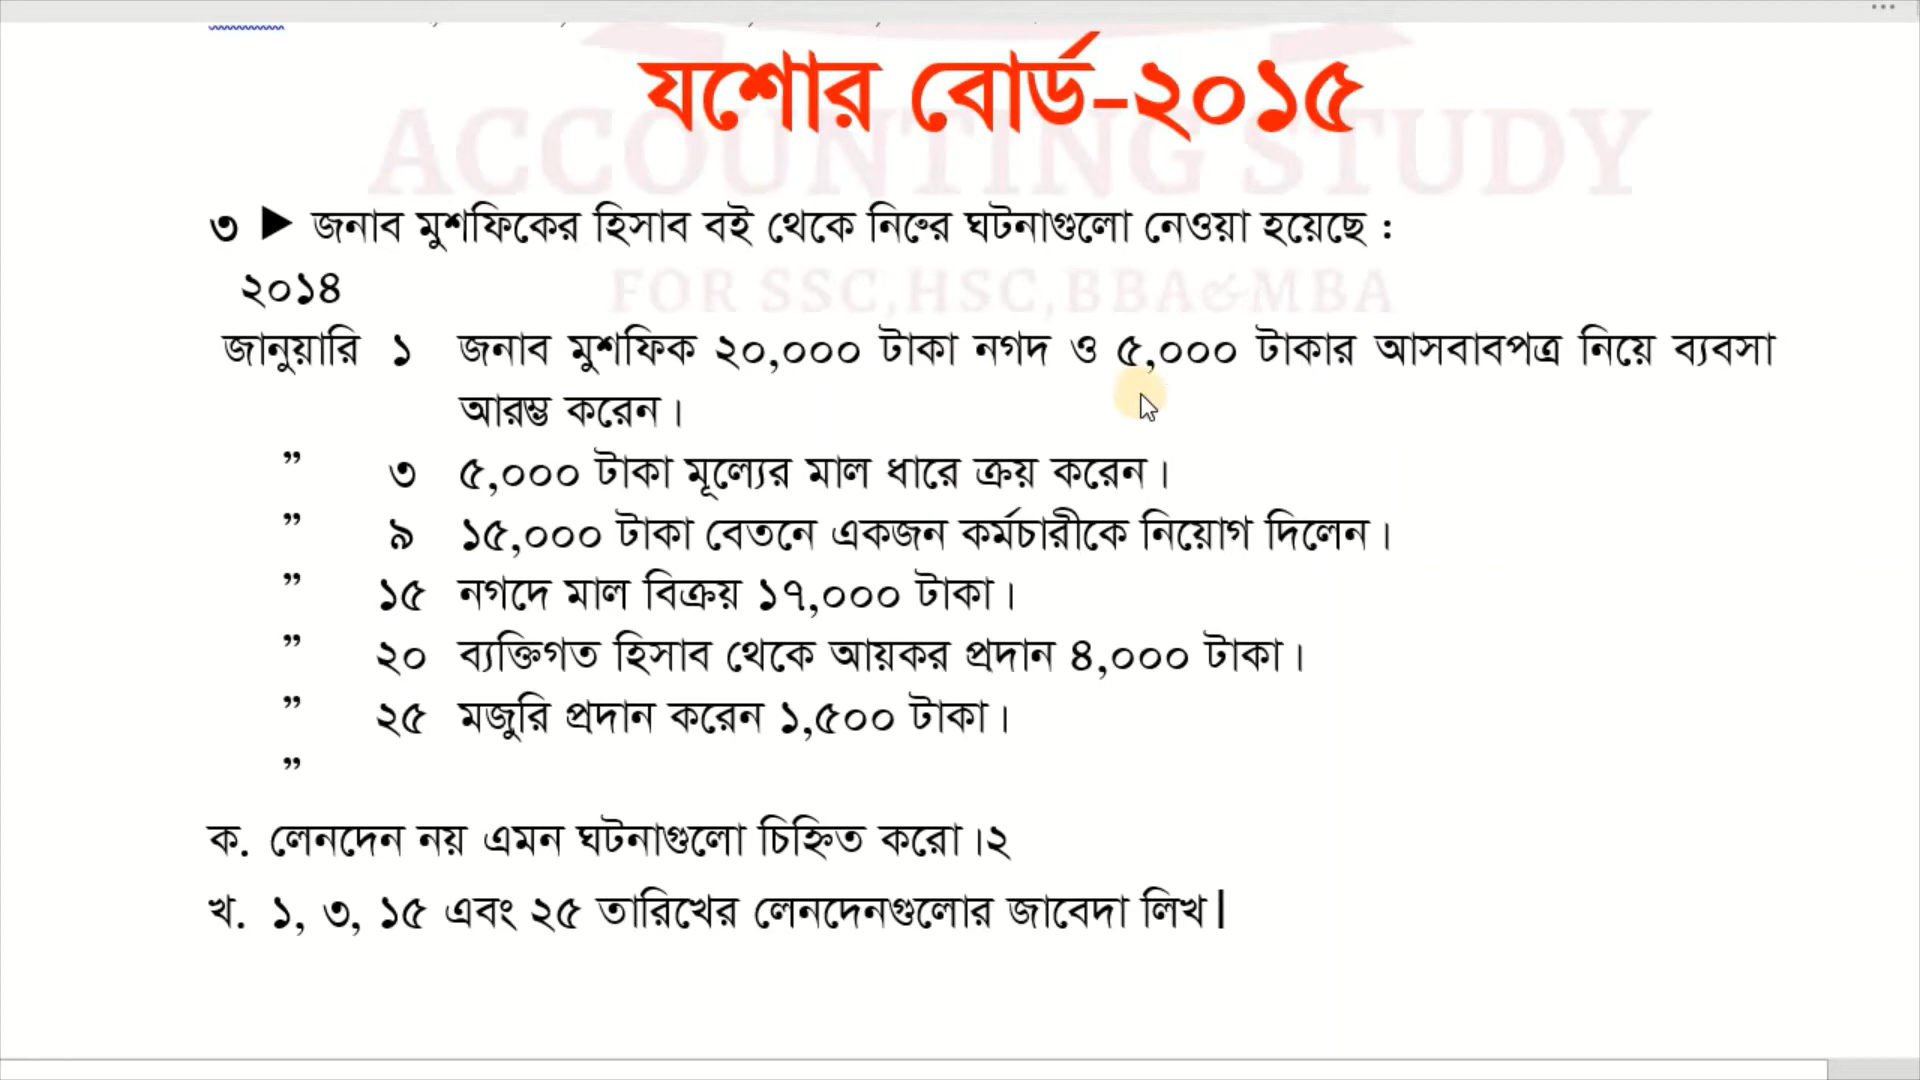 যশোর বোর্ড-২০১৫
ACCOUNTING STUDY
৩ ▶ জনাব মুশফিকের হিসাব বই থেকে নিম্নের ঘটনাগুলো নেওয়া হয়েছে :
FOR SSC,HSC,BBA&MBA
২০১৪
জানুয়ারি ১ জনাব মুশফিক ২০,০০০ টাকা নগদ ও ৫,০০০ টাকার আসবাবপত্র নিয়ে ব্যবসা
আরম্ভ করেন।
” ৩ ৫,০০০ টাকা মূল্যের মাল ধারে ক্রয় করেন।
” ৯ ১৫,০০০ টাকা বেতনে একজন কর্মচারীকে নিয়োগ দিলেন।
” ১৫ নগদে মাল বিক্রয় ১৭,০০০ টাকা।
” ২০ ব্যক্তিগত হিসাব থেকে আয়কর প্রদান ৪,০০০ টাকা।
” ২৫ মজুরি প্রদান করেন ১,৫০০ টাকা।
”
ক. লেনদেন নয় এমন ঘটনাগুলো চিহ্নিত করো।২
খ. ১, ৩, ১৫ এবং ২৫ তারিখের লেনদেনগুলোর জাবেদা লিখ|